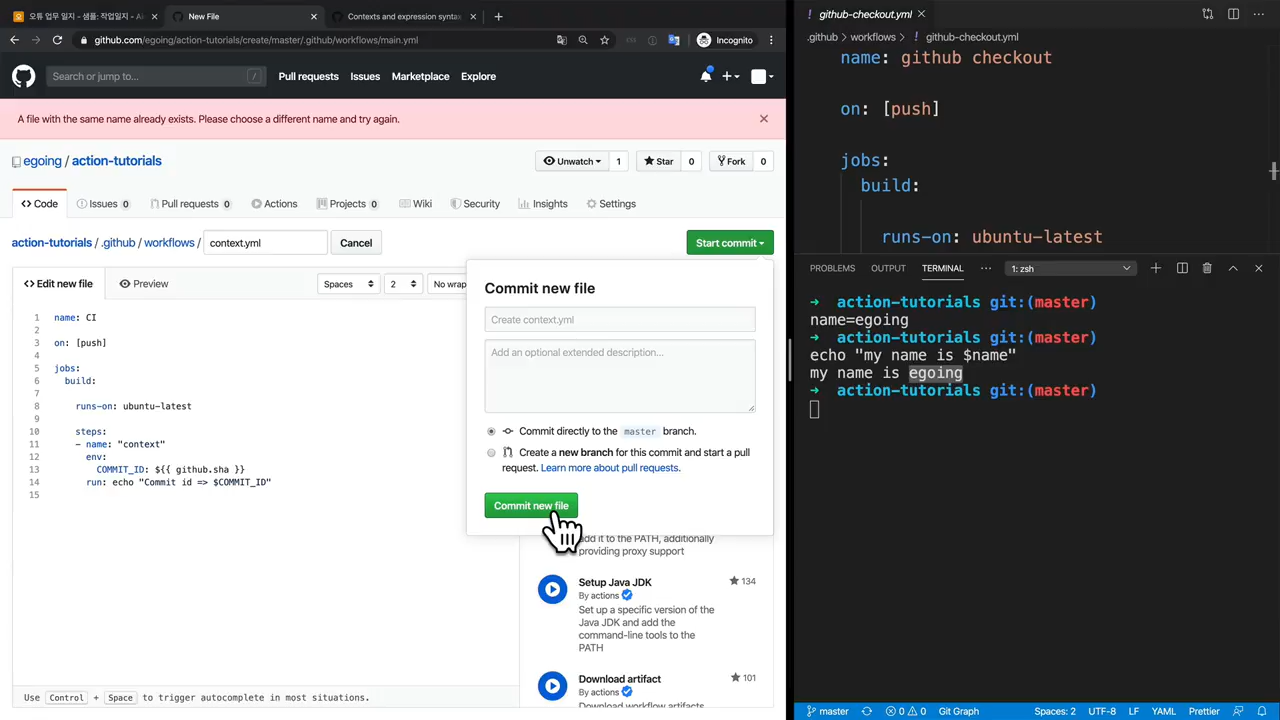 오튜 업무 일지 - 샘플: 작업일지 - A
New File
Contexts and expression syntax
github.com/egoing/action-tutorials/create/master/.github/workflows/main.yml
Incognito
Search or jump to...
/
Pull requests
Issues
Marketplace
Explore
A file with the same name already exists. Please choose a different name and try again.
egoing / action-tutorials
Unwatch
1
Star
0
Fork
0
Code
Issues 0
Pull requests 0
Actions
Projects 0
Wiki
Security
Insights
Settings
action-tutorials / .github / workflows /
context.yml
Cancel
Start commit
Edit new file
Preview
Spaces
2
No wrap
1 name: CI
2
3 on: [push]
4
5 jobs:
6 build:
7
8 runs-on: ubuntu-latest
9
10 steps:
11 - name: "context"
12 env:
13 COMMIT_ID: ${{ github.sha }}
14 run: echo "Commit id => $COMMIT_ID"
15
Use Control + Space to trigger autocomplete in most situations.
Commit new file
Create context.yml
Add an optional extended description...
Commit directly to the master branch.
Create a new branch for this commit and start a pull
request. Learn more about pull requests.
Commit new file
add it to the PATH, additionally
providing proxy support
Setup Java JDK
134
By actions
Set up a specific version of the
Java JDK and add the
command-line tools to the
PATH
Download artifact
101
By actions
Download workflow artifacts
! github-checkout.yml
.github > workflows > ! github-checkout.yml
name: github checkout
on: [push]
jobs:
build:
runs-on: ubuntu-latest
PROBLEMS
OUTPUT
TERMINAL
1: zsh
➜ action-tutorials git:(master)
name=egoing
➜ action-tutorials git:(master)
echo "my name is $name"
my name is egoing
➜ action-tutorials git:(master)
master
0
0
Git Graph
Spaces: 2
UTF-8
LF
YAML
Prettier